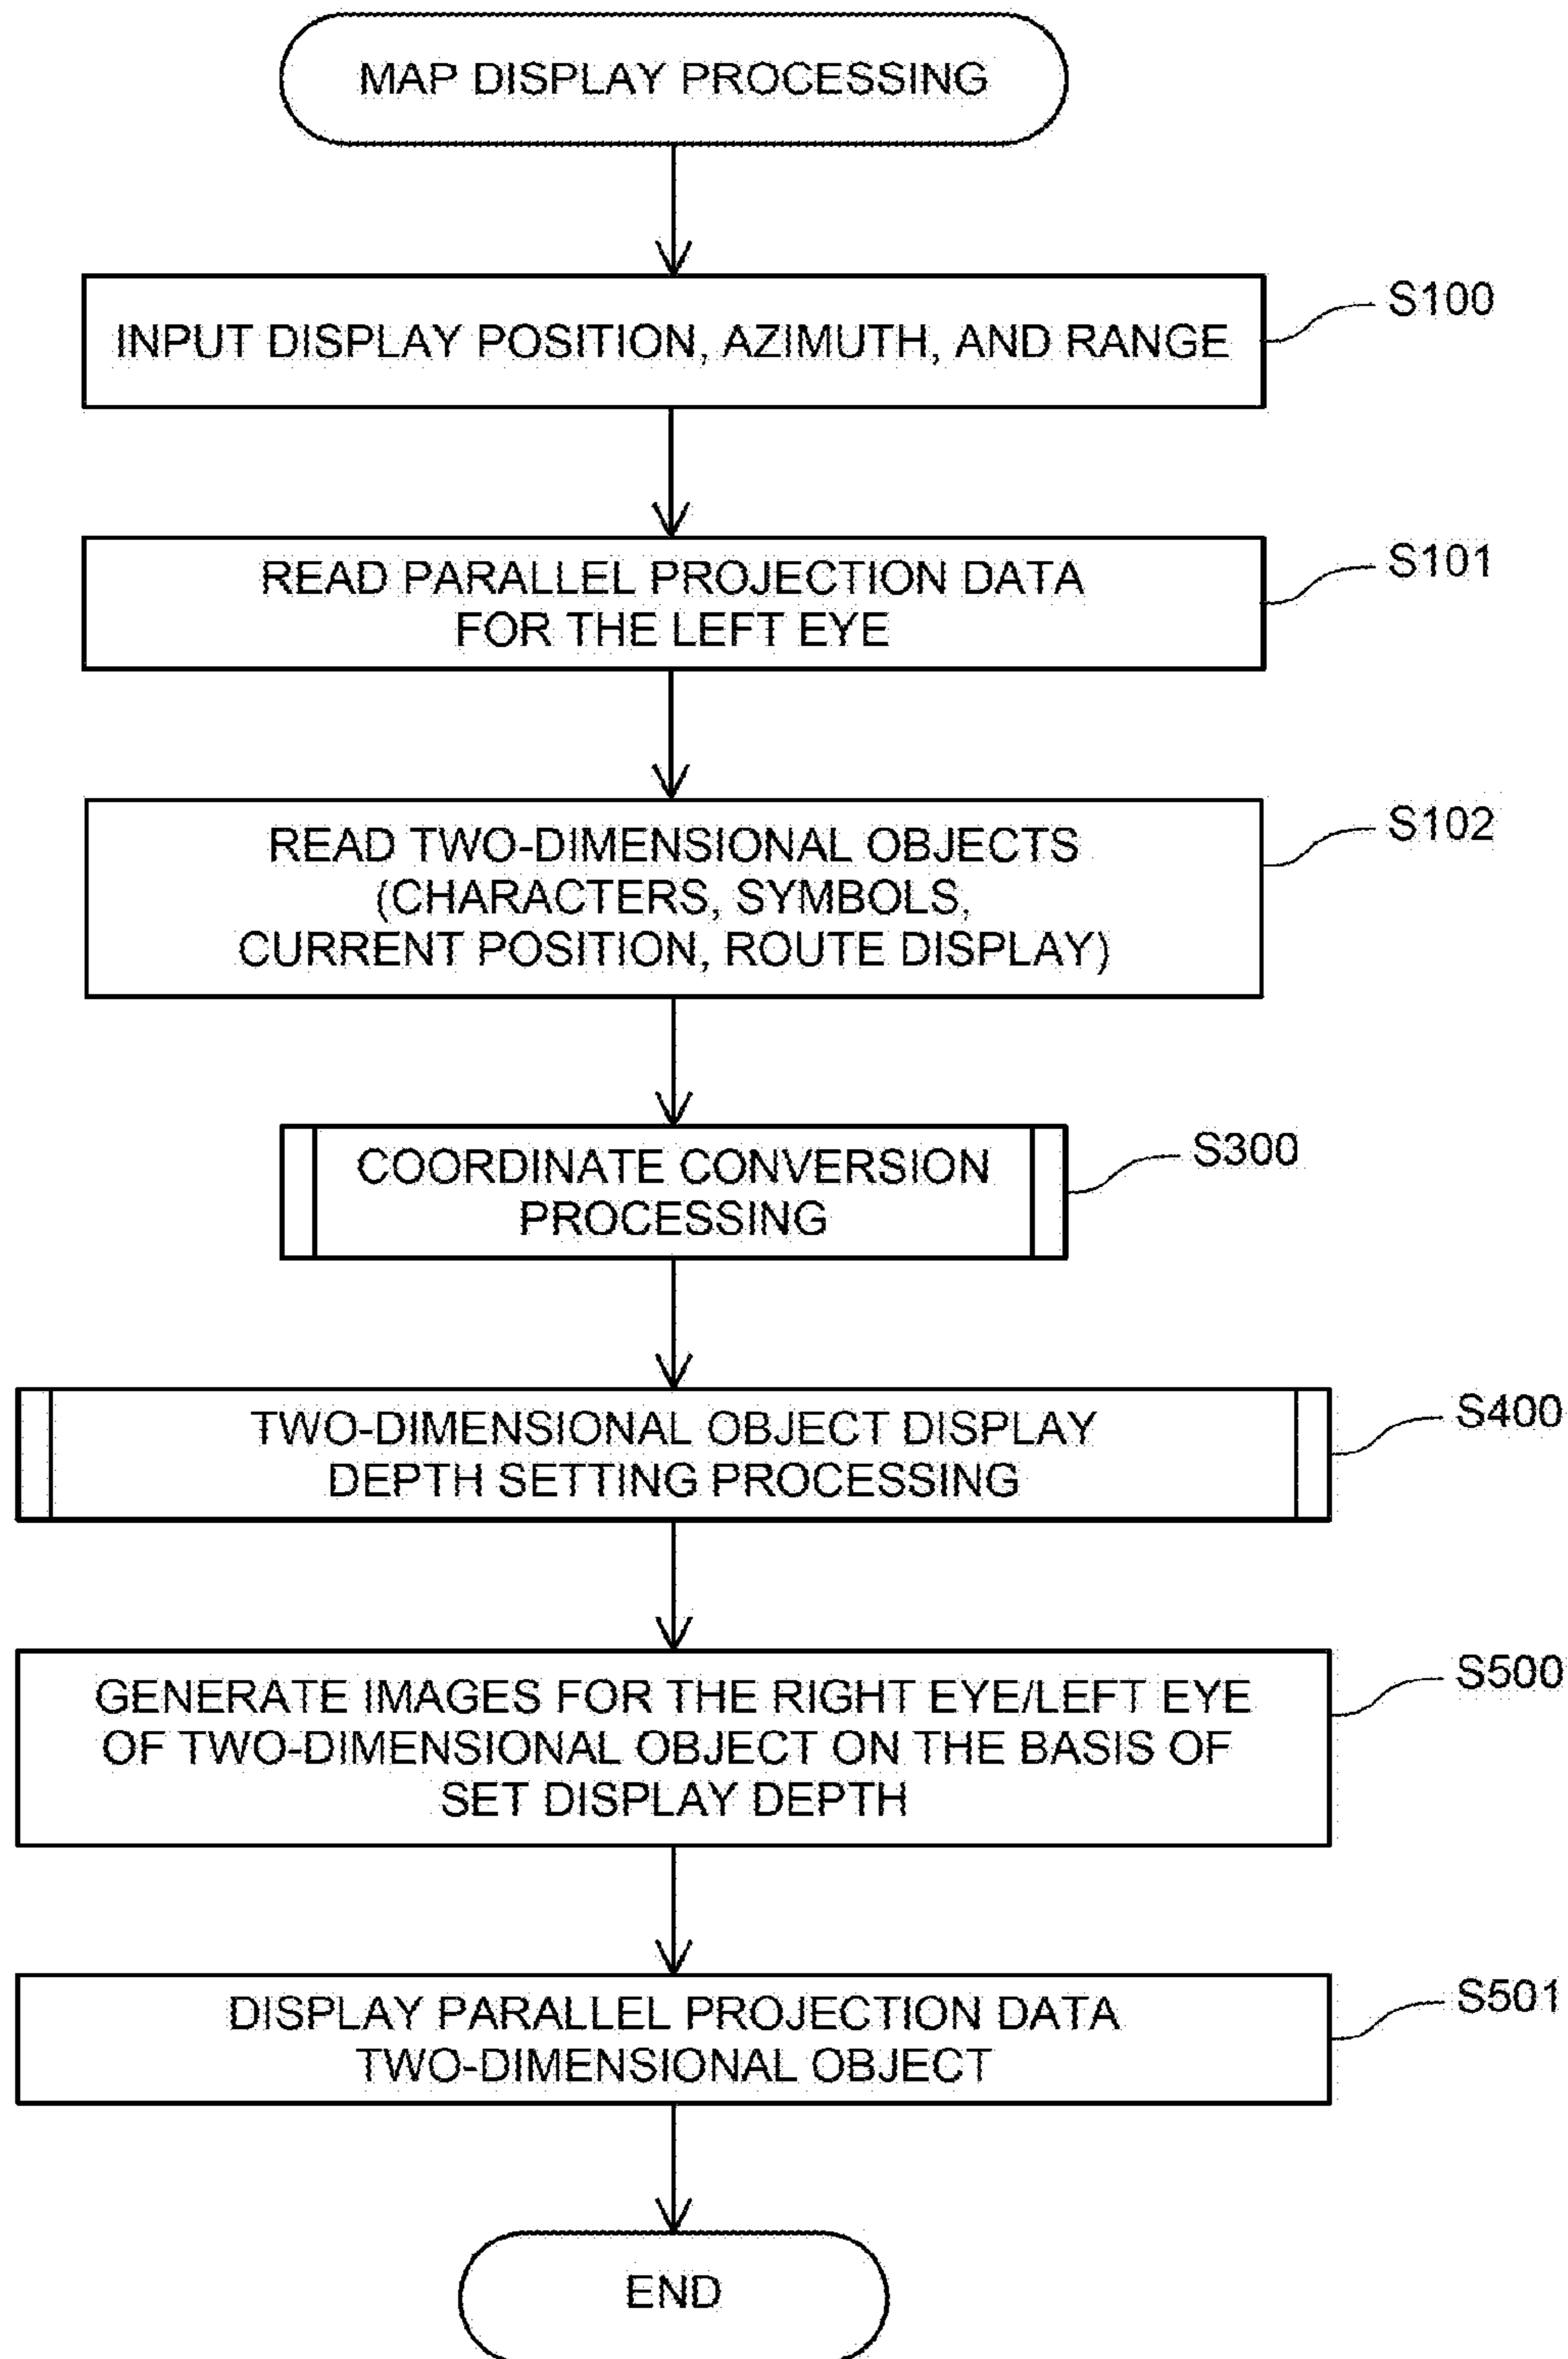 MAP DISPLAY PROCESSING
INPUT DISPLAY POSITION, AZIMUTH, AND RANGE
S100
READ PARALLEL PROJECTION DATA
FOR THE LEFT EYE
S101
READ TWO-DIMENSIONAL OBJECTS
(CHARACTERS, SYMBOLS,
CURRENT POSITION, ROUTE DISPLAY)
S102
COORDINATE CONVERSION
PROCESSING
S300
TWO-DIMENSIONAL OBJECT DISPLAY
DEPTH SETTING PROCESSING
S400
GENERATE IMAGES FOR THE RIGHT EYE/LEFT EYE
OF TWO-DIMENSIONAL OBJECT ON THE BASIS OF
SET DISPLAY DEPTH
S500
DISPLAY PARALLEL PROJECTION DATA
TWO-DIMENSIONAL OBJECT
S501
END